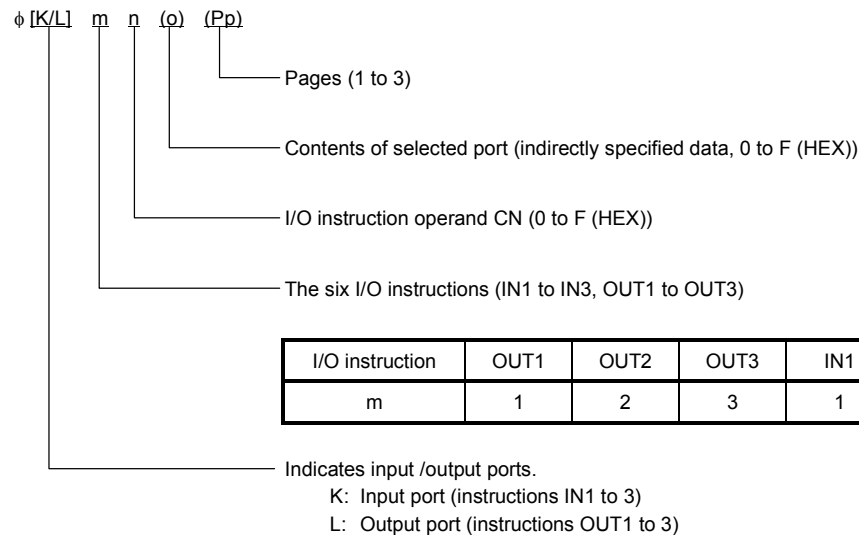 ϕ [K/L] m n (o) (Pp)
Pages (1 to 3)
Contents of selected port (indirectly specified data, 0 to F (HEX))
I/O instruction operand CN (0 to F (HEX))
The six I/O instructions (IN1 to IN3, OUT1 to OUT3)
I/O instruction OUT1 OUT2 OUT3 IN1
m 1 2 3 1
Indicates input /output ports.
K: Input port (instructions IN1 to 3)
L: Output port (instructions OUT1 to 3)